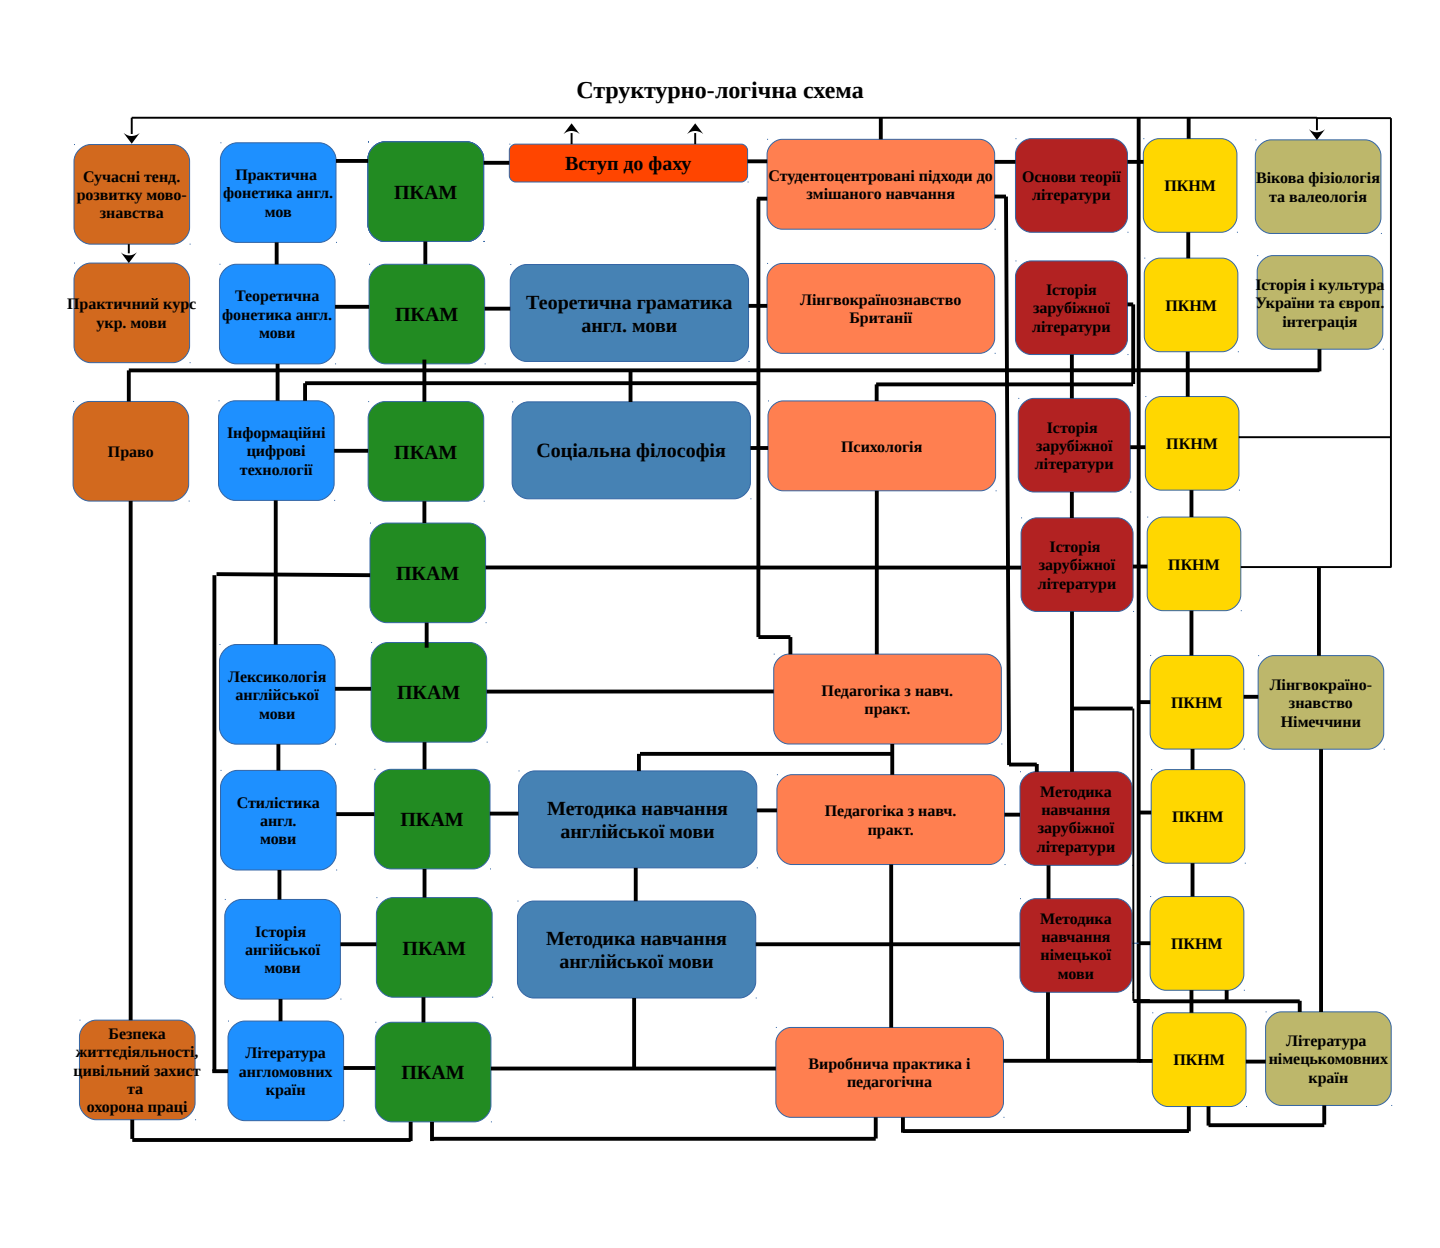 Структурно-логічна схема
Сучасні тенд.
розвитку мово-
знавства
Практична
фонетика англ.
мов
ПКАМ
Вступ до фаху
Студентоцентровані підходи до
змішаного навчання
Основи теорії
літератури
ПКНМ
Вікова фізіологія
та валеологія
Практичний курс
укр. мови
Теоретична
фонетика англ.
мови
ПКАМ
Теоретична граматика
англ. мови
Лінгвокраїнознавство
Британії
Історія
зарубіжної
літератури
ПКНМ
Історія і культура
України та європ.
інтеграція
Право
Інформаційні
цифрові
технології
ПКАМ
Соціальна філософія
Психологія
Історія
зарубіжної
літератури
ПКНМ
ПКАМ
Історія
зарубіжної
літератури
ПКНМ
Лексикологія
англійської
мови
ПКАМ
Педагогіка з навч.
практ.
ПКНМ
Лінгвокраїно-
знавство
Німеччини
Стилістика
англ.
мови
ПКАМ
Методика навчання
англійської мови
Педагогіка з навч.
практ.
Методика
навчання
зарубіжної
літератури
ПКНМ
Історія
ангійської
мови
ПКАМ
Методика навчання
англійської мови
Методика
навчання
німецької
мови
ПКНМ
Безпека
життєдіяльності,
цивільний захист
та
охорона праці
Література
англомовних
країн
ПКАМ
Виробнича практика і
педагогічна
ПКНМ
Література
німецькомовних
країн